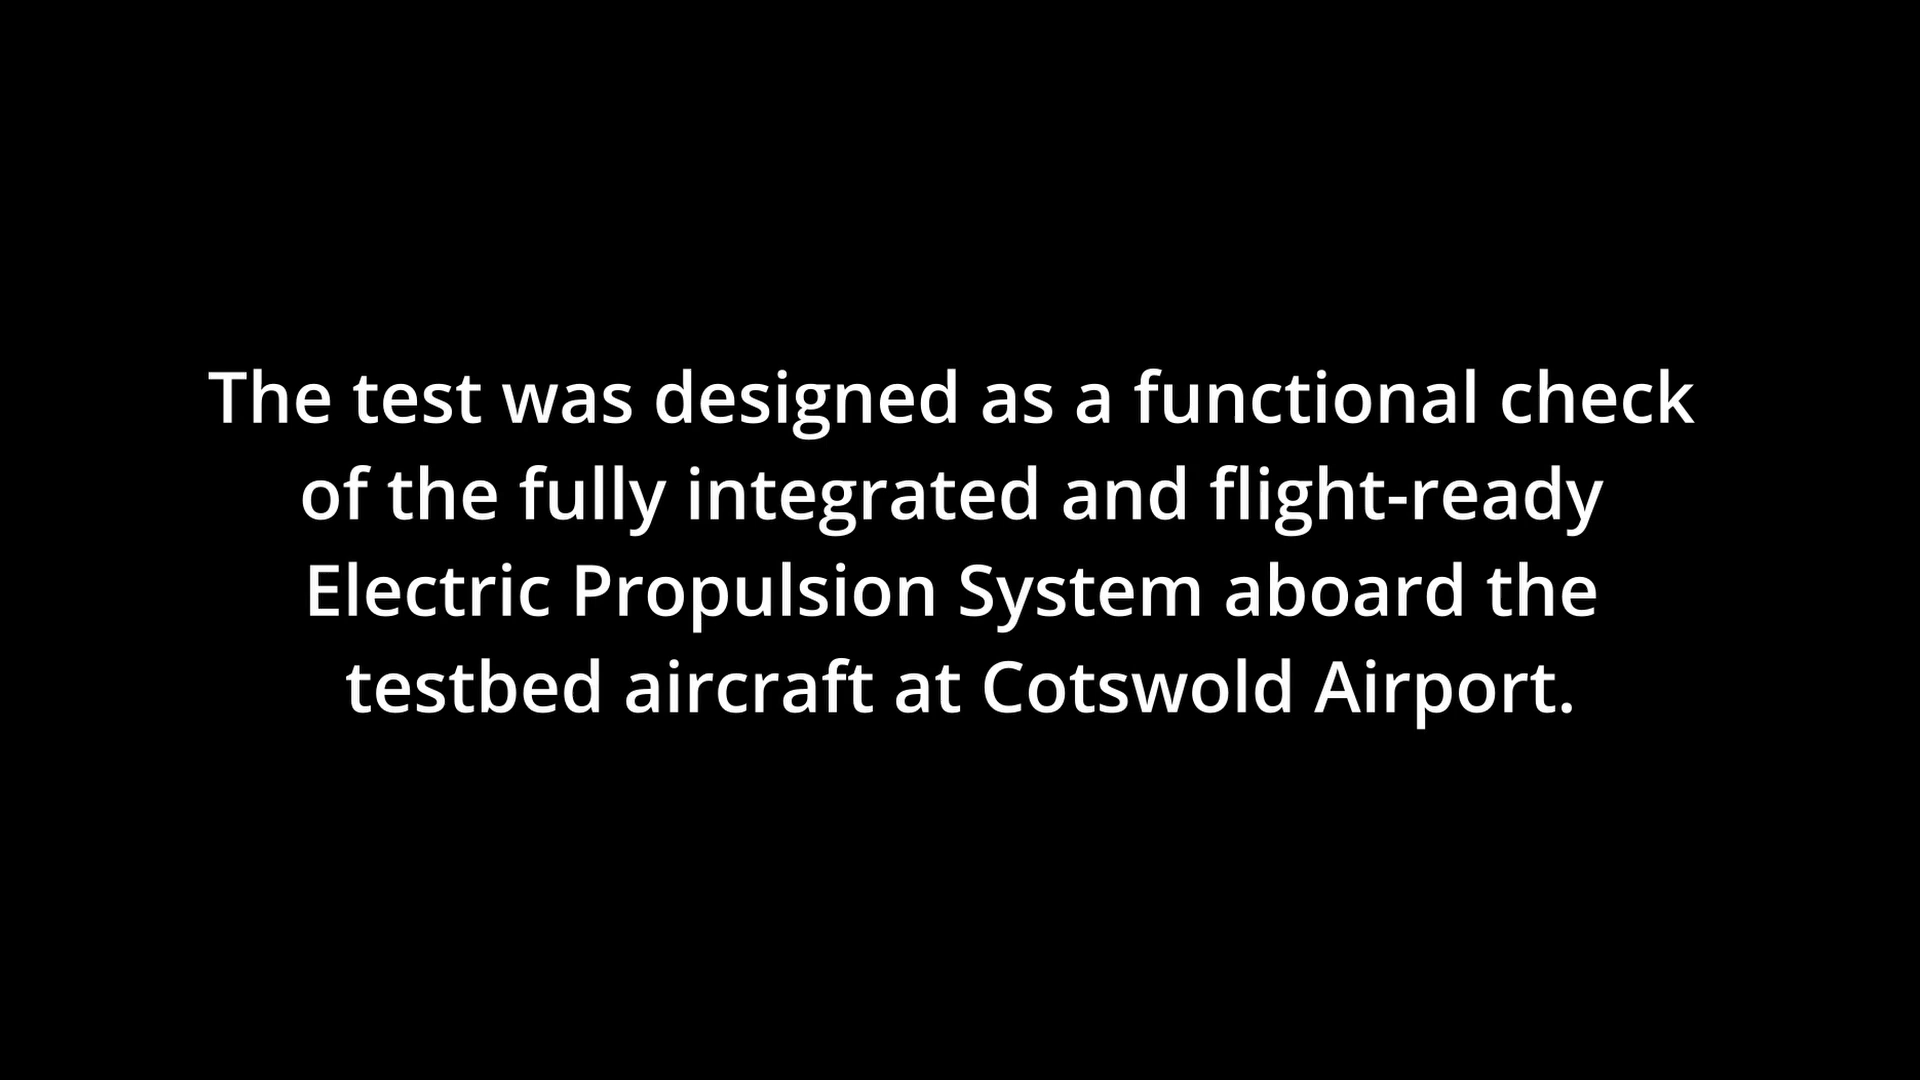 The test was designed as a functional check
of the fully integrated and flight-ready
Electric Propulsion System aboard the
testbed aircraft at Cotswold Airport.